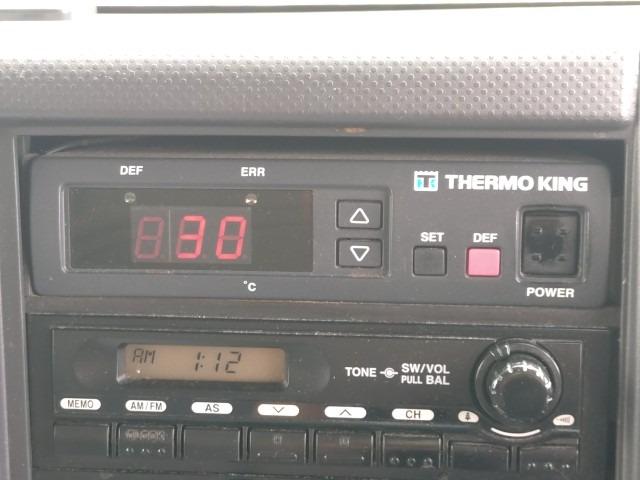 DEF ERR
THERMO KING
30
SET DEF
°C
POWER
AM 1:12
TONE SW/VOL
PULL BAL
MEMO AM/FM AS CH